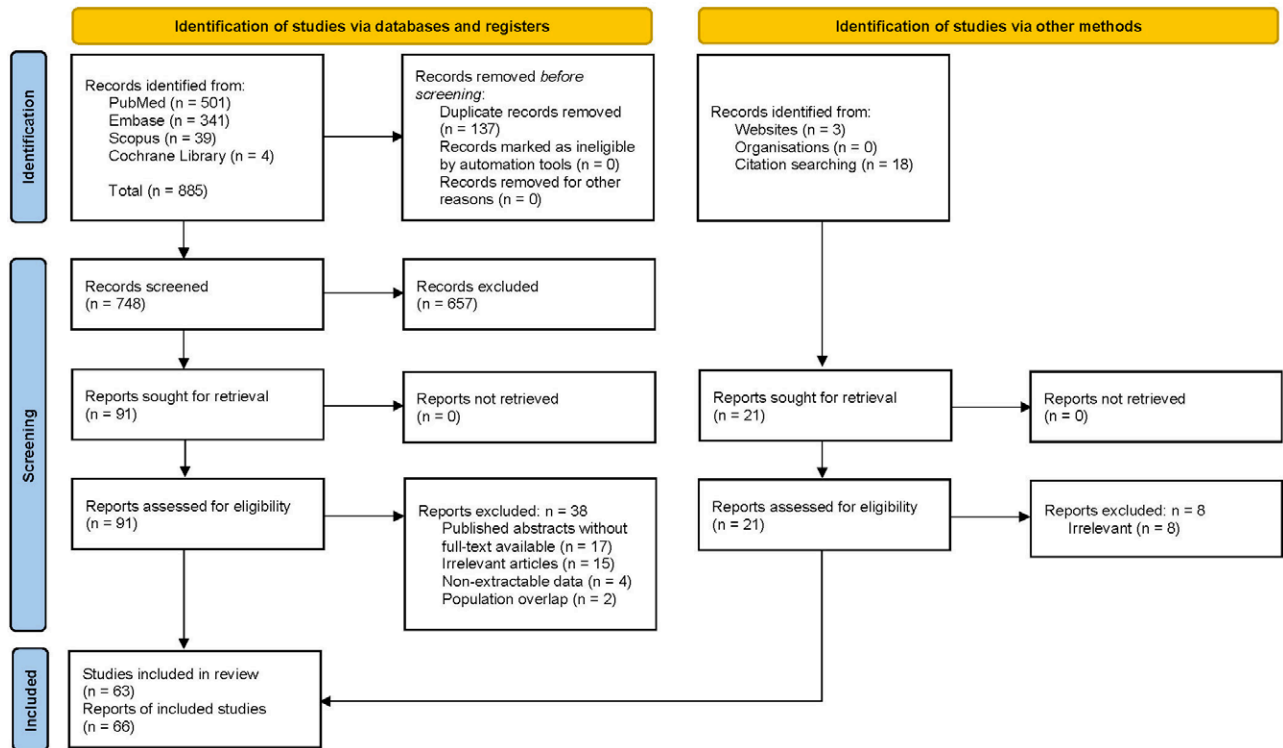 Identification of studies via databases and registers
Identification of studies via other methods
Identification
Records identified from:
PubMed (n = 501)
Embase (n = 341)
Scopus (n = 39)
Cochrane Library (n = 4)
Total (n = 885)
Records removed before
screening:
Duplicate records removed
(n = 137)
Records marked as ineligible
by automation tools (n = 0)
Records removed for other
reasons (n = 0)
Records identified from:
Websites (n = 3)
Organisations (n = 0)
Citation searching (n = 18)
Screening
Records screened
(n = 748)
Records excluded
(n = 657)
Reports sought for retrieval
(n = 91)
Reports not retrieved
(n = 0)
Reports sought for retrieval
(n = 21)
Reports not retrieved
(n = 0)
Reports assessed for eligibility
(n = 91)
Reports excluded: n = 38
Published abstracts without
full-text available (n = 17)
Irrelevant articles (n = 15)
Non-extractable data (n = 4)
Population overlap (n = 2)
Reports assessed for eligibility
(n = 21)
Reports excluded: n = 8
Irrelevant (n = 8)
Included
Studies included in review
(n = 63)
Reports of included studies
(n = 66)